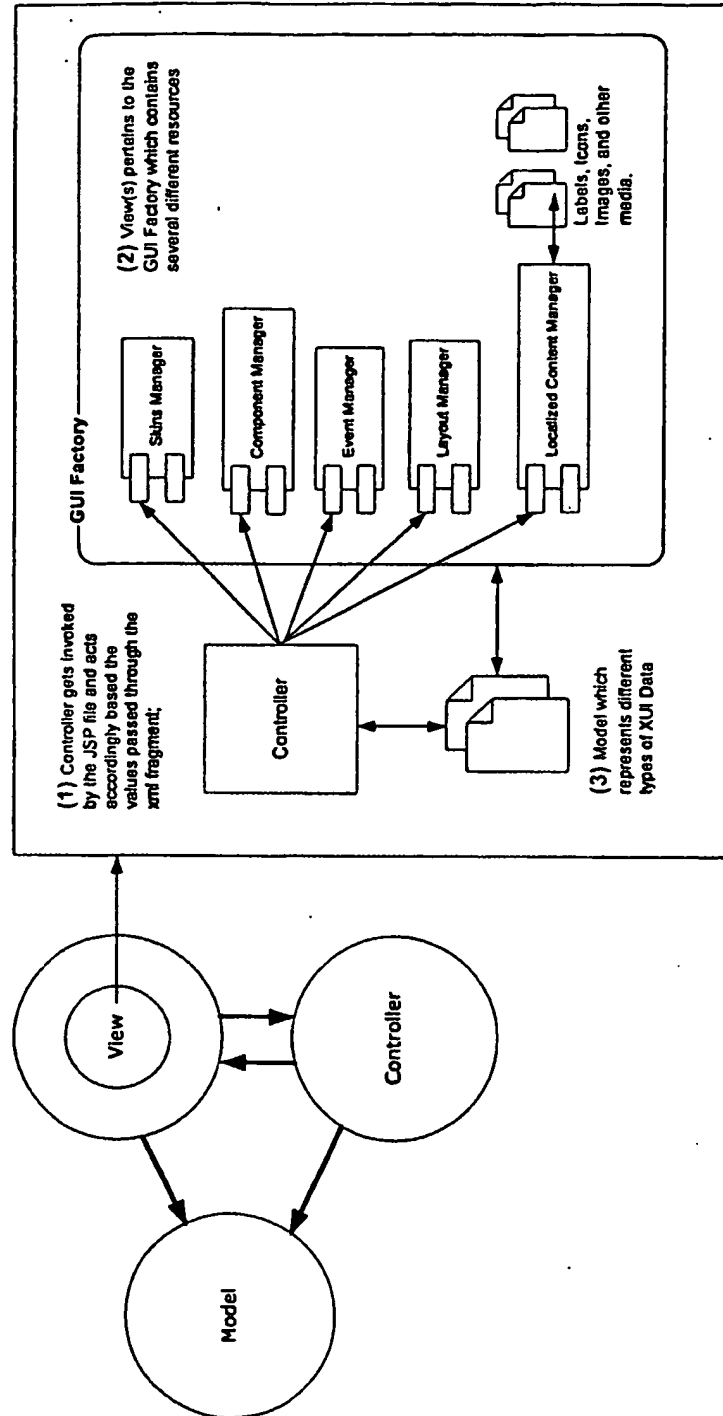 Model
View
Controller
(1) Controller gets invoked
by the JSP file and acts
accordingly based the
values passed through the
xml fragment;
Controller
(3) Model which
represents different
types of XUI Data
GUI Factory
(2) View(s) pertains to the
GUI Factory which contains
several different resources
Skins Manager
Component Manager
Event Manager
Layout Manager
Localized Content Manager
Labels, Icons,
Images, and other
media.